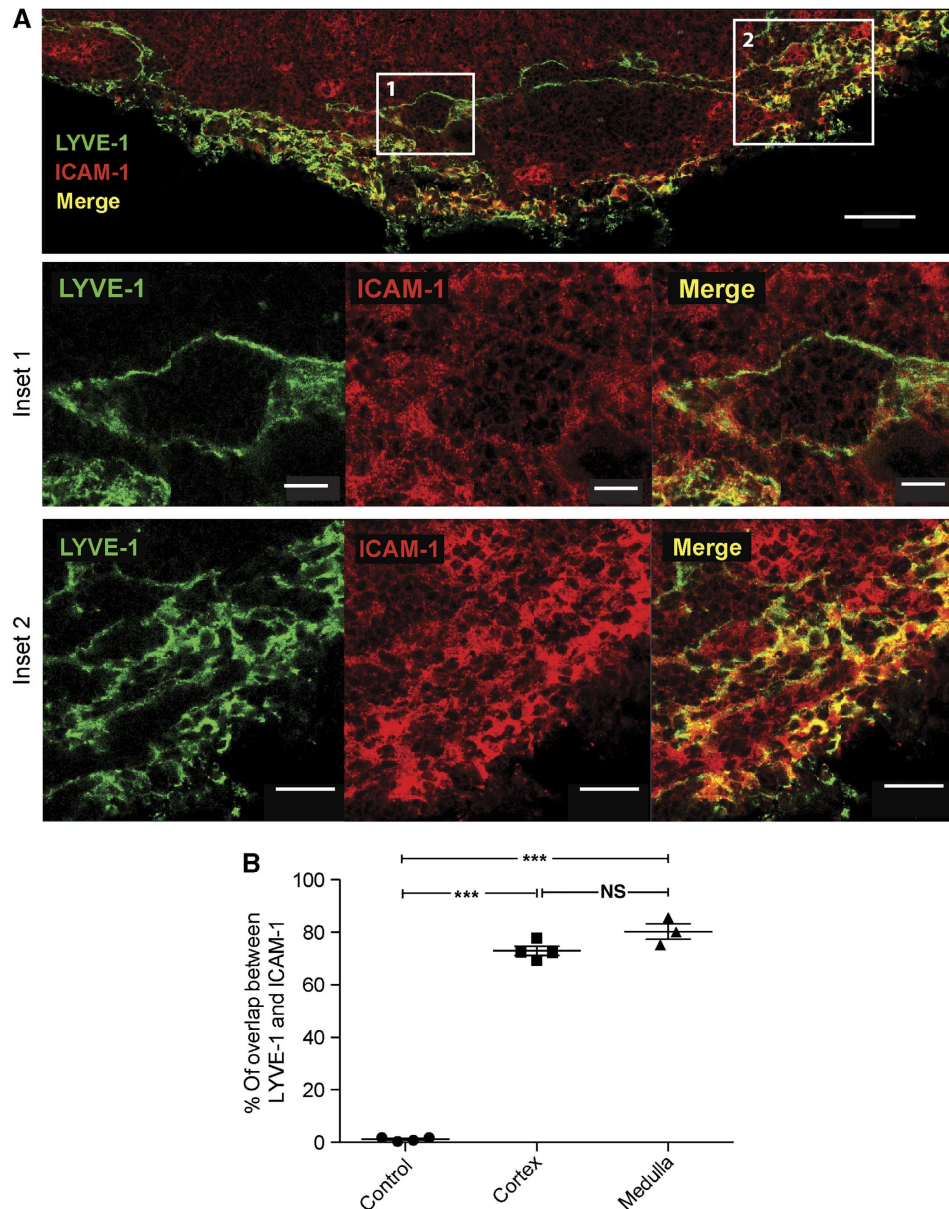 A
1
2
LYVE-1
ICAM-1
Merge
Inset 1
LYVE-1
ICAM-1
Merge
Inset 2
LYVE-1
ICAM-1
Merge
B
***
***
NS
% Of overlap between
LYVE-1 and ICAM-1
100
80
60
40
20
0
Control
Cortex
Medulla